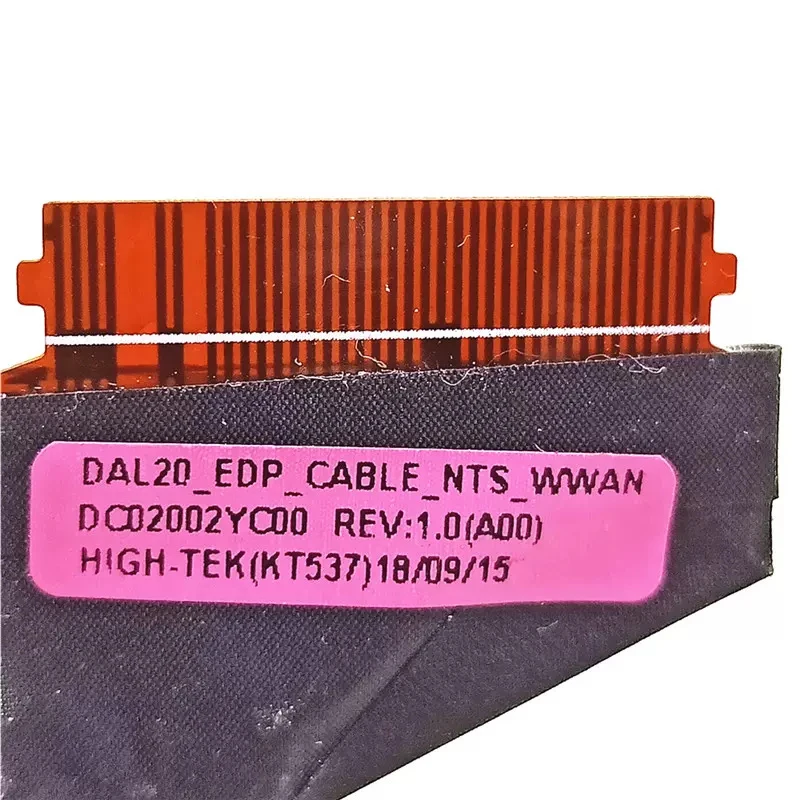 DAL20_EDP_CABLE_NTS_WWAN
DC02002YC00 REV:1.0(A00)
HIGH-TEK(KT537)18/09/15